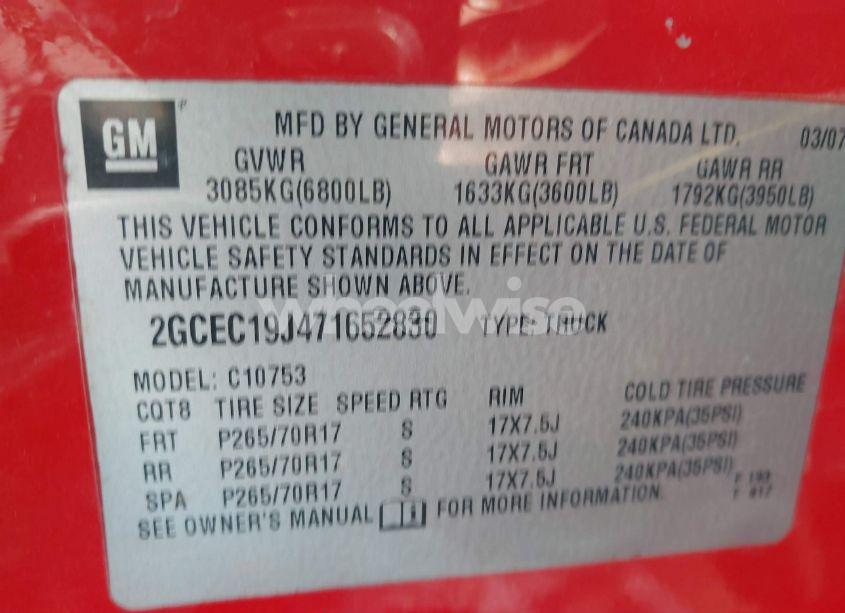 GM
MFD BY GENERAL MOTORS OF CANADA LTD. 03/07
GVWR GAWR FRT GAWR RR
3085KG(6800LB) 1633KG(3600LB) 1792KG(3950LB)
THIS VEHICLE CONFORMS TO ALL APPLICABLE U.S. FEDERAL MOTOR
VEHICLE SAFETY STANDARDS IN EFFECT ON THE DATE OF
MANUFACTURE SHOWN ABOVE.
wheelwise
2GCEC19J471652830 TYPE: TRUCK
MODEL: C10753
CQT8 TIRE SIZE SPEED RTG RIM COLD TIRE PRESSURE
FRT P265/70R17 S 17X7.5J 240KPA(35PSI)
RR P265/70R17 S 17X7.5J 240KPA(35PSI)
SPA P265/70R17 S 17X7.5J 240KPA(35PSI)
SEE OWNER'S MANUAL FOR MORE INFORMATION.